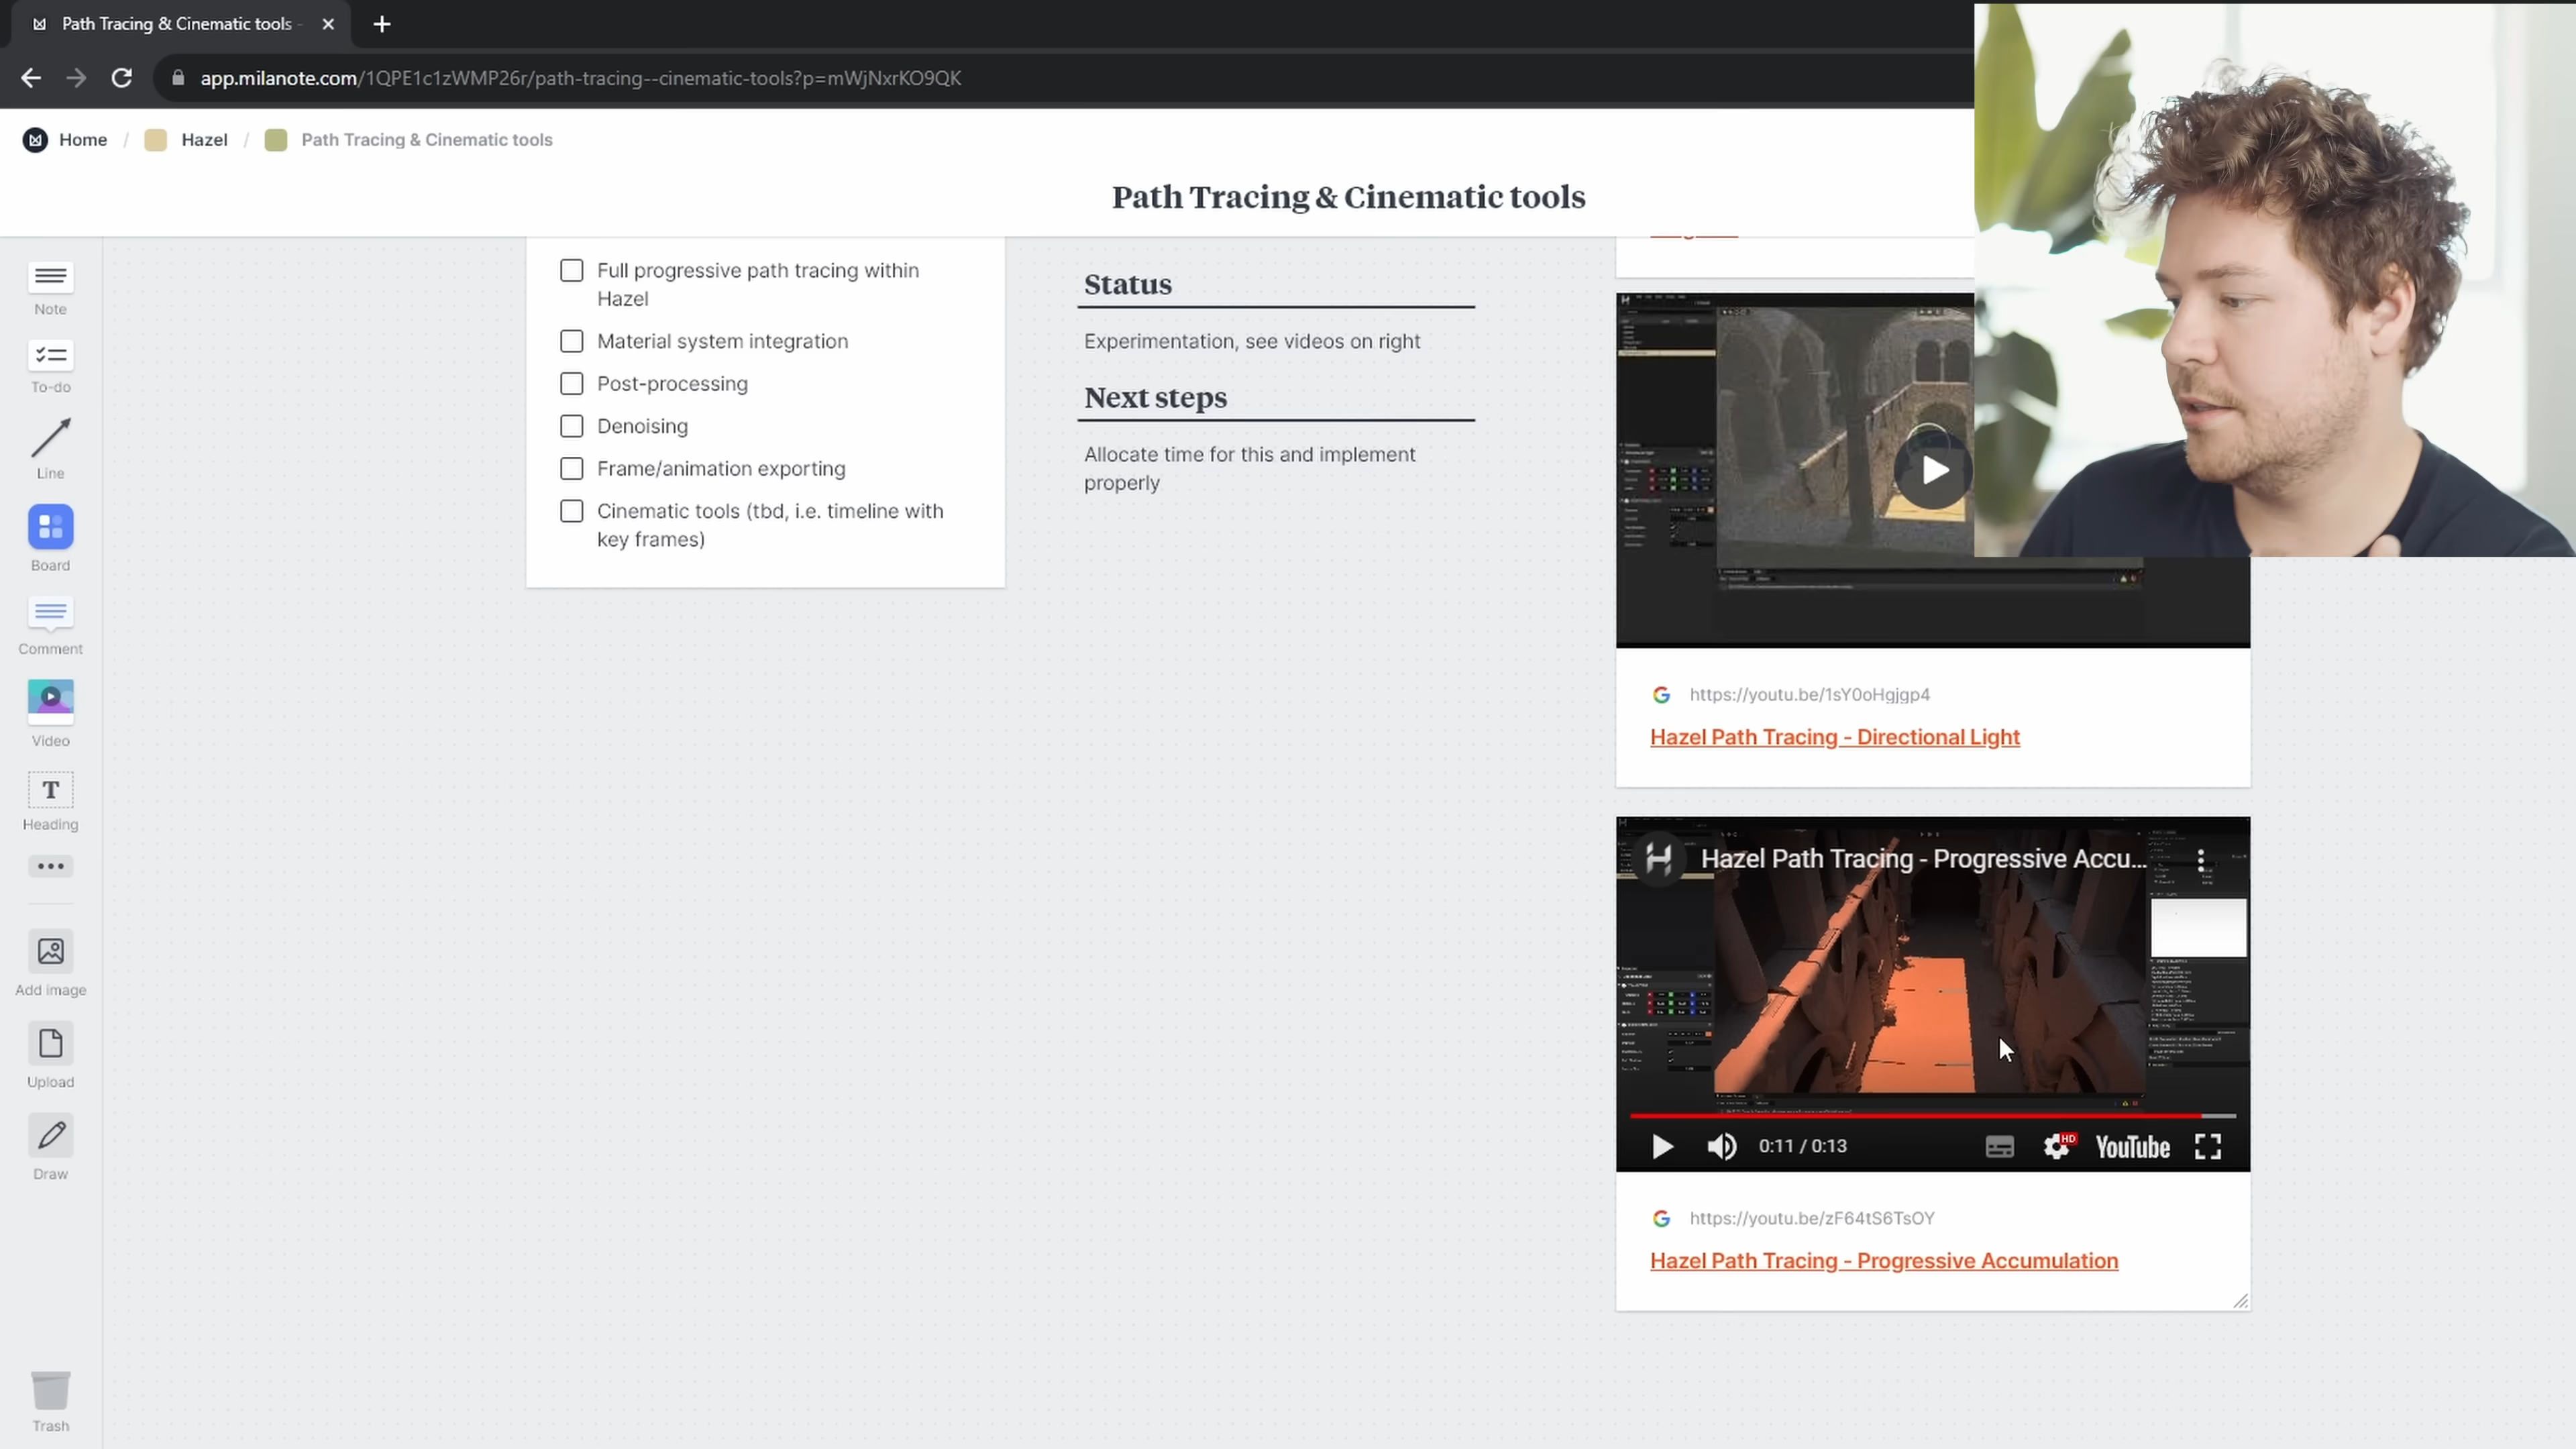 Path Tracing & Cinematic tools -
app.milanote.com/1QPE1c1zWMP26r/path-tracing--cinematic-tools?p=mWjNxrKO9QK
Home / Hazel / Path Tracing & Cinematic tools
Path Tracing & Cinematic tools
Note
To-do
Line
Board
Comment
Video
T
Heading
Add image
Upload
Draw
Trash
Full progressive path tracing within
Hazel
Material system integration
Post-processing
Denoising
Frame/animation exporting
Cinematic tools (tbd, i.e. timeline with
key frames)
Status
Experimentation, see videos on right
Next steps
Allocate time for this and implement
properly
https://youtu.be/1sY0oHgjgp4
Hazel Path Tracing - Directional Light
Hazel Path Tracing - Progressive Accu...
0:11 / 0:13
HD
YouTube
https://youtu.be/zF64tS6TsOY
Hazel Path Tracing - Progressive Accumulation